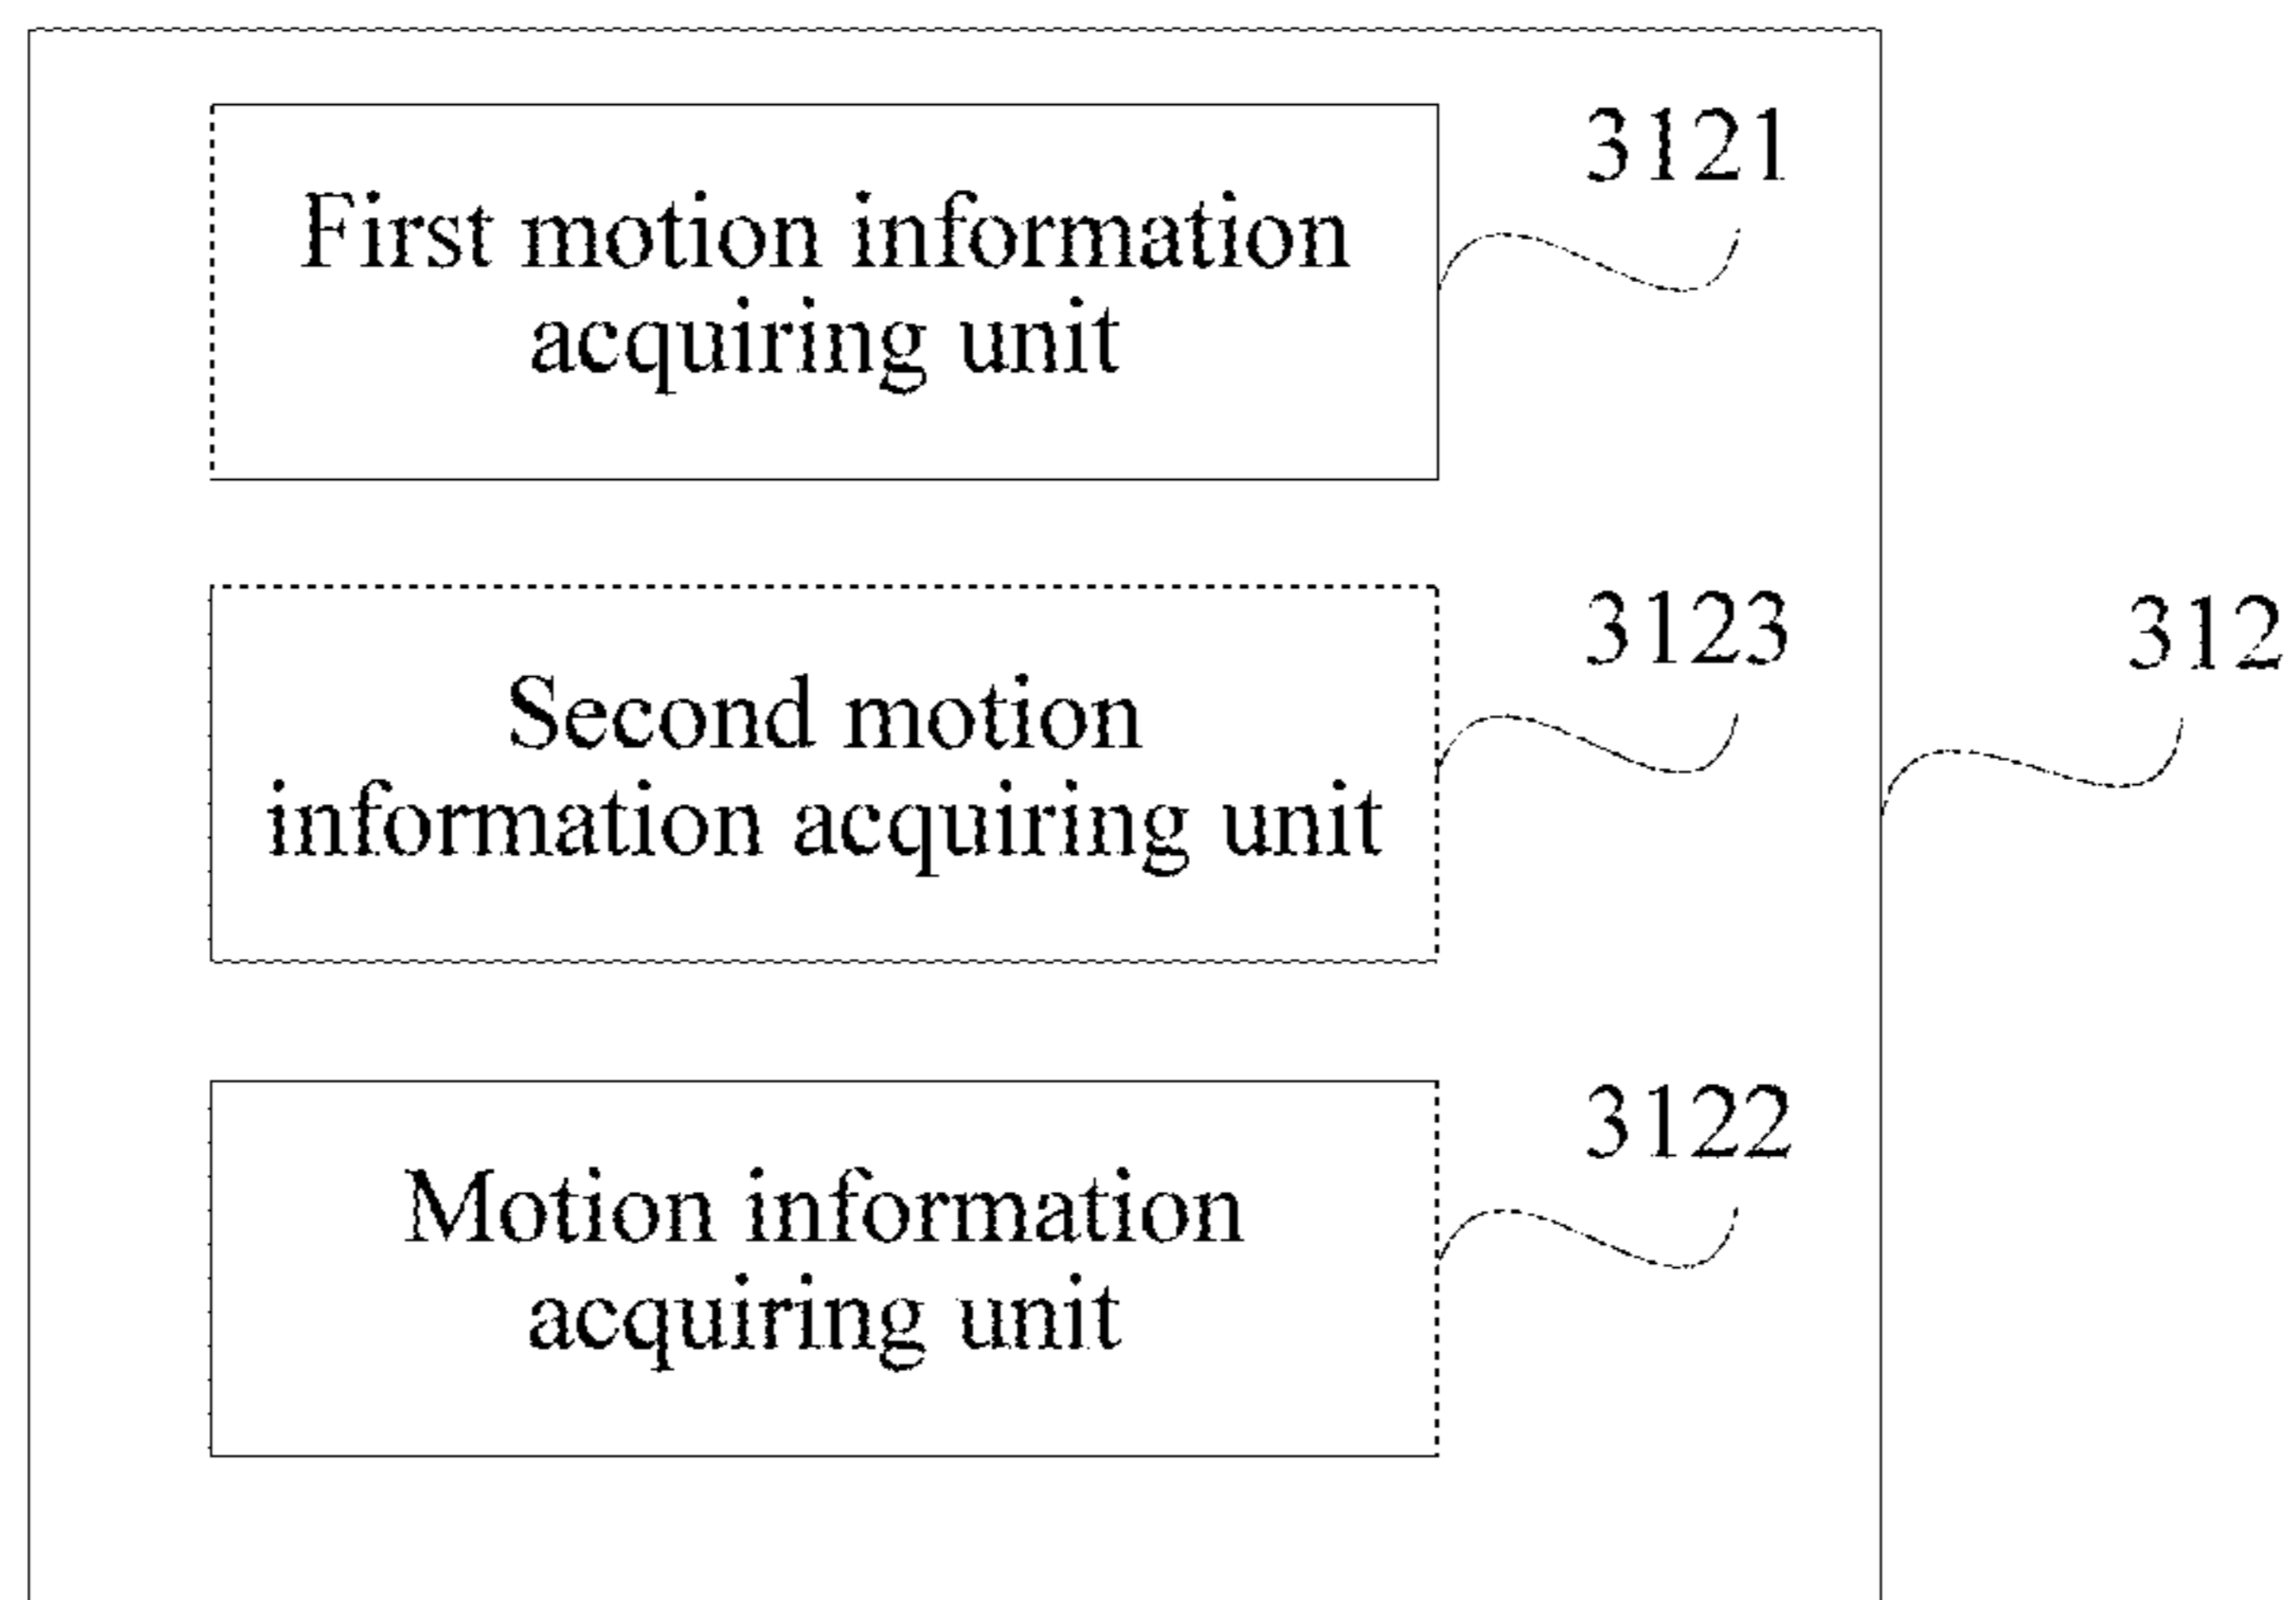 3121
First motion information
acquiring unit
3123
312
Second motion
information acquiring unit
3122
Motion information
acquiring unit